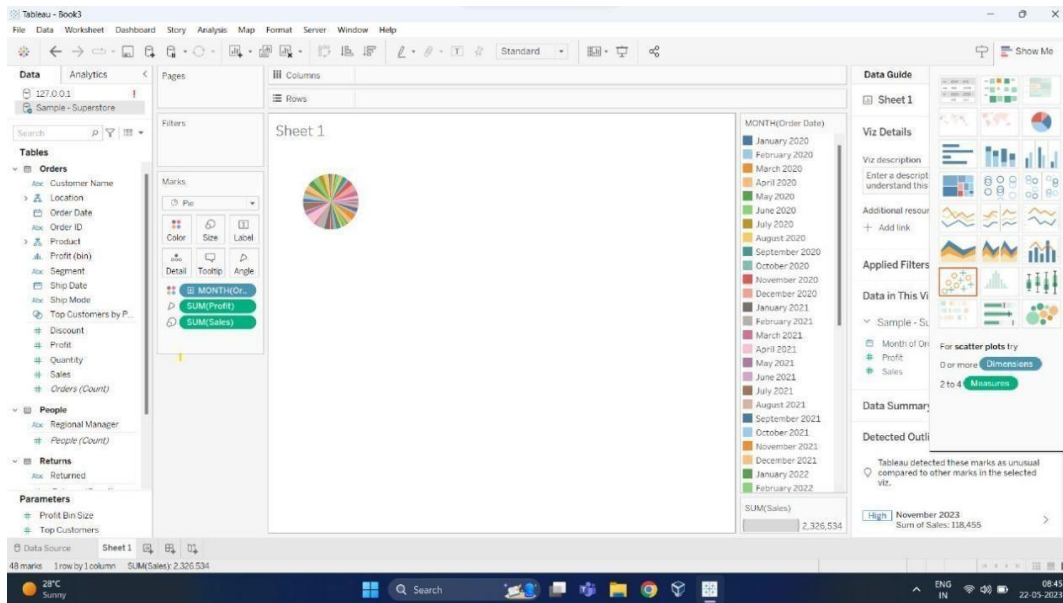 Tableau - Book3
File Data Worksheet Dashboard Story Analysis Map Format Server Window Help
Standard
Show Me
Data Analytics
127.0.0.1 !
Sample - Superstore
Search
Tables
Orders
Abc Customer Name
Location
Order Date
Abc Order ID
Product
Profit (bin)
Abc Segment
Ship Date
Abc Ship Mode
Top Customers by P...
# Discount
# Profit
# Quantity
# Sales
# Orders (Count)
People
Abc Regional Manager
# People (Count)
Returns
Abc Returned
Parameters
# Profit Bin Size
# Top Customers
Pages
Filters
Marks
Pie
Color Size Label
Detail Tooltip Angle
MONTH(Or..
SUM(Profit)
SUM(Sales)
Columns
Rows
Sheet 1
MONTH(Order Date)
January 2020
February 2020
March 2020
April 2020
May 2020
June 2020
July 2020
August 2020
September 2020
October 2020
November 2020
December 2020
January 2021
February 2021
March 2021
April 2021
May 2021
June 2021
July 2021
August 2021
September 2021
October 2021
November 2021
December 2021
January 2022
February 2022
SUM(Sales)
2,326,534
Data Guide
Sheet 1
Viz Details
Viz description
Enter a descript
understand this
Additional resour
+ Add link
Applied Filters
Data in This Vi
Sample - Su
Month of Or
# Profit
# Sales
Data Summary
Detected Outli
Tableau detected these marks as unusual
compared to other marks in the selected
viz.
High November 2023
Sum of Sales: 118,455
For scatter plots try
0 or more Dimensions
2 to 4 Measures
Data Source Sheet 1
48 marks 1 row by 1 column SUM(Sales): 2,326,534
28°C
Sunny
Search
ENG
IN
08:45
22-05-2023